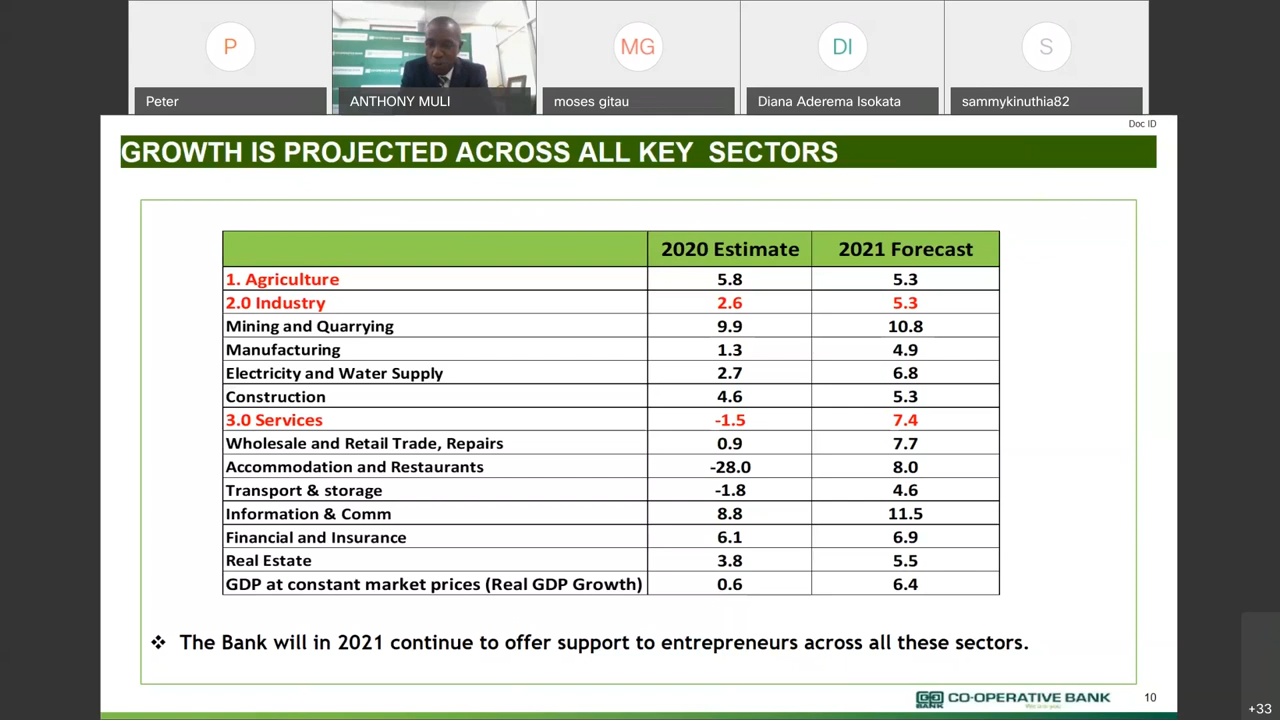 P
MG
DI
S
Peter
ANTHONY MULI
moses gitau
Diana Aderema Isokata
sammykinuthia82
Doc ID
GROWTH IS PROJECTED ACROSS ALL KEY SECTORS
2020 Estimate 2021 Forecast
1. Agriculture 5.8 5.3
2.0 Industry 2.6 5.3
Mining and Quarrying 9.9 10.8
Manufacturing 1.3 4.9
Electricity and Water Supply 2.7 6.8
Construction 4.6 5.3
3.0 Services -1.5 7.4
Wholesale and Retail Trade, Repairs 0.9 7.7
Accommodation and Restaurants -28.0 8.0
Transport & storage -1.8 4.6
Information & Comm 8.8 11.5
Financial and Insurance 6.1 6.9
Real Estate 3.8 5.5
GDP at constant market prices (Real GDP Growth) 0.6 6.4
❖ The Bank will in 2021 continue to offer support to entrepreneurs across all these sectors.
BANK CO-OPERATIVE BANK
10
+33